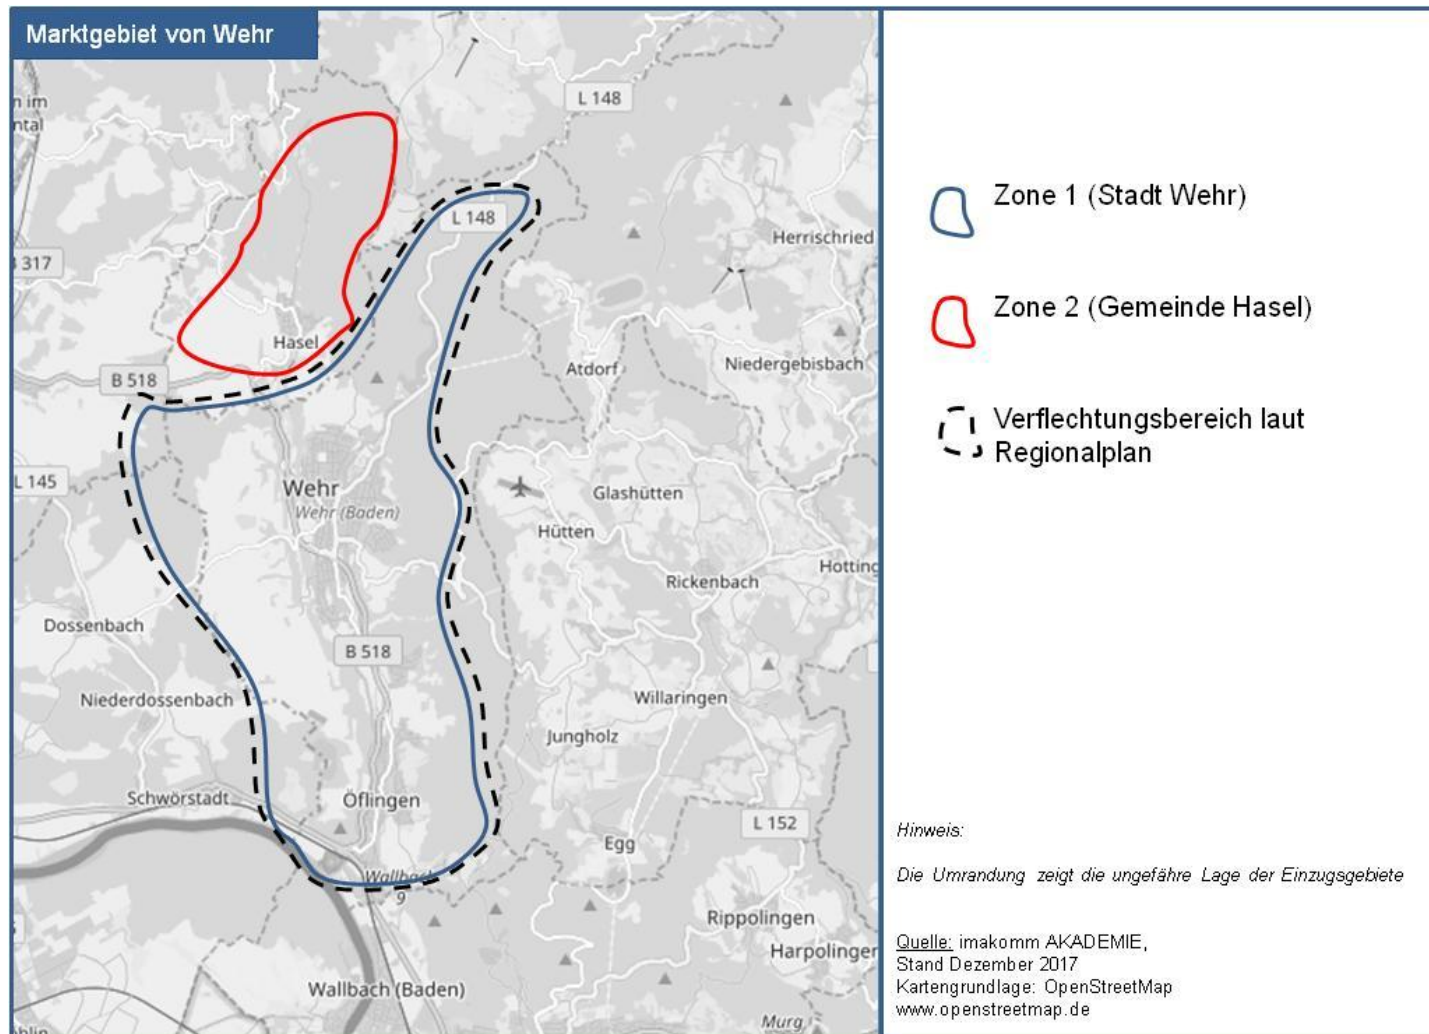 Marktgebiet von Wehr
L 148
L 148
Herrischried
317
Hasel
B 518
Atdorf
Niedergebisbach
L 145
Wehr
Wehr (Baden)
Glashütten
Hütten
Rickenbach
Hotting
Dossenbach
B 518
Niederdossenbach
Willaringen
Jungholz
Schwörstadt
Öflingen
L 152
Egg
9
Rippolingen
Harpolingen
Wallbach (Baden)
Murg
Zone 1 (Stadt Wehr)
Zone 2 (Gemeinde Hasel)
Verflechtungsbereich laut
Regionalplan
Hinweis:
Die Umrandung zeigt die ungefähre Lage der Einzugsgebiete
Quelle: imakomm AKADEMIE,
Stand Dezember 2017
Kartengrundlage: OpenStreetMap
www.openstreetmap.de